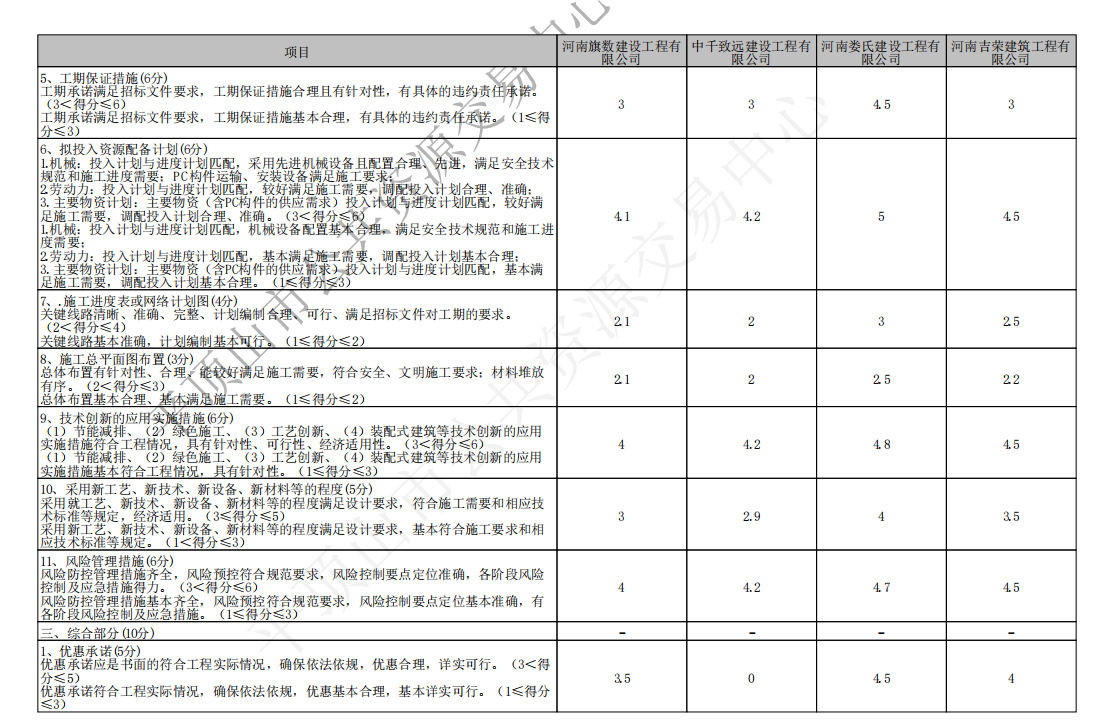 项目
河南旗数建设工程有
限公司
中千致远建设工程有
限公司
河南娄氏建设工程有
限公司
河南吉荣建筑工程有
限公司
5、工期保证措施(6分)
工期承诺满足招标文件要求，工期保证措施合理且有针对性，有具体的违约责任承诺。
（3＜得分≤6）
工期承诺满足招标文件要求，工期保证措施基本合理，有具体的违约责任承诺。（1≤得
分≤3）
3
3
4.5
3
6、拟投入资源配备计划(6分)
1.机械：投入计划与进度计划匹配，采用先进机械设备且配置合理、先进，满足安全技术
规范和施工进度需要；PC构件运输、安装设备满足施工要求；
2.劳动力：投入计划与进度计划匹配，较好满足施工需要，调配投入计划合理、准确；
3.主要物资计划：主要物资（含PC构件的供应需求）投入计划与进度计划匹配，较好满
足施工需要，调配投入计划合理、准确。（3＜得分≤6）
1.机械：投入计划与进度计划匹配，机械设备配置基本合理，满足安全技术规范和施工进
度需要；
2.劳动力：投入计划与进度计划匹配，基本满足施工需要，调配投入计划基本合理；
3.主要物资计划：主要物资（含PC构件的供应需求）投入计划与进度计划匹配，基本满
足施工需要，调配投入计划基本合理。（1≤得分≤3）
4.1
4.2
5
4.5
7、.施工进度表或网络计划图(4分)
关键线路清晰、准确、完整、计划编制合理、可行、满足招标文件对工期的要求。
（2＜得分≤4）
关键线路基本准确，计划编制基本可行。（1≤得分≤2）
2.1
2
3
2.5
8、施工总平面图布置(3分)
总体布置有针对性、合理、能较好满足施工需要，符合安全、文明施工要求；材料堆放
有序。（2＜得分≤3）
总体布置基本合理、基本满足施工需要。（1≤得分≤2）
2.1
2
2.5
2.2
9、技术创新的应用实施措施(6分)
（1）节能减排、（2）绿色施工、（3）工艺创新、（4）装配式建筑等技术创新的应用
实施措施符合工程情况，具有针对性、可行性、经济适用性。（3＜得分≤6）
（1）节能减排、（2）绿色施工、（3）工艺创新、（4）装配式建筑等技术创新的应用
实施措施基本符合工程情况，具有针对性。（1≤得分≤3）
4
4.2
4.8
4.5
10、采用新工艺、新技术、新设备、新材料等的程度(5分)
采用就工艺、新技术、新设备、新材料等的程度满足设计要求，符合施工需要和相应技
术标准等规定，经济适用。（3≤得分≤5）
采用新工艺、新技术、新设备、新材料等的程度满足设计要求，基本符合施工要求和相
应技术标准等规定。（1＜得分≤3）
3
2.9
4
3.5
11、风险管理措施(6分)
风险防控管理措施齐全，风险预控符合规范要求，风险控制要点定位准确，各阶段风险
控制及应急措施得力。（3＜得分≤6）
风险防控管理措施基本齐全，风险预控符合规范要求，风险控制要点定位基本准确，有
各阶段风险控制及应急措施。（1≤得分≤3）
4
4.2
4.7
4.5
三、综合部分(10分)
-
-
-
-
1、优惠承诺(5分)
优惠承诺应是书面的符合工程实际情况，确保依法依规，优惠合理，详实可行。（3＜得
分≤5）
优惠承诺符合工程实际情况，确保依法依规，优惠基本合理，基本详实可行。（1≤得分
≤3）
3.5
0
4.5
4
平顶山市公共资源交易中心
平顶山市公共资源交易中心